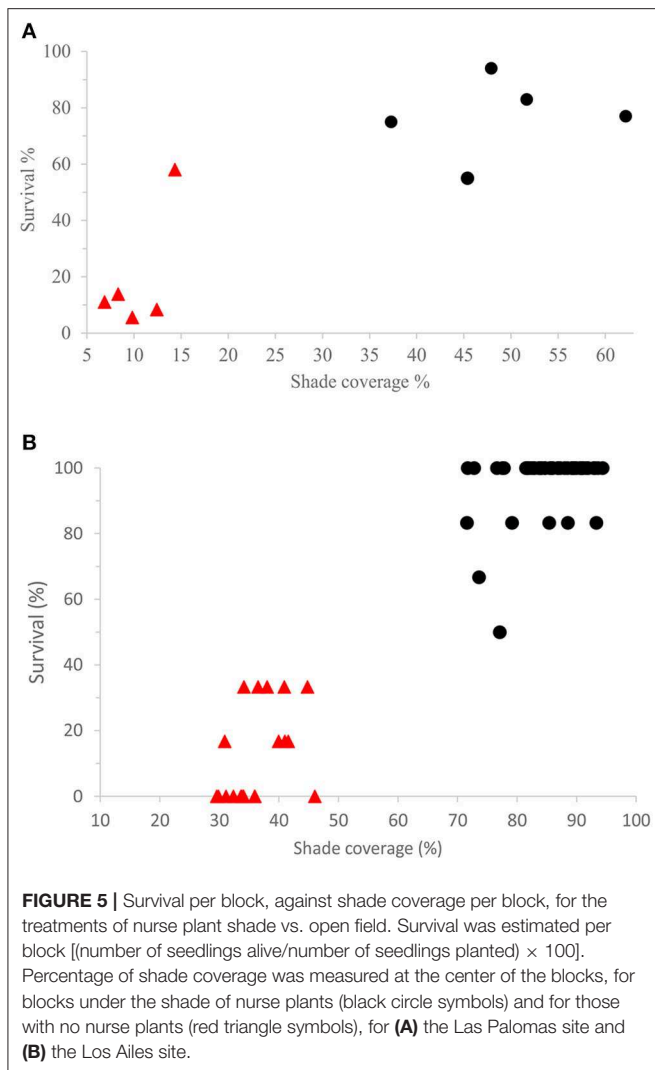 A
100
80
60
40
20
0
Survival %
5 10 15 20 25 30 35 40 45 50 55 60
Shade coverage %
B
100
80
60
40
20
0
Survival (%)
10 20 30 40 50 60 70 80 90 100
Shade coverage (%)
FIGURE 5 | Survival per block, against shade coverage per block, for the
treatments of nurse plant shade vs. open field. Survival was estimated per
block [(number of seedlings alive/number of seedlings planted) × 100].
Percentage of shade coverage was measured at the center of the blocks, for
blocks under the shade of nurse plants (black circle symbols) and for those
with no nurse plants (red triangle symbols), for (A) the Las Palomas site and
(B) the Los Ailes site.